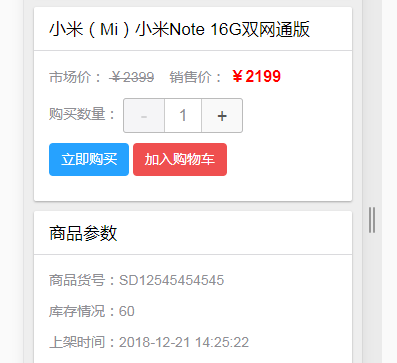 小米（Mi）小米Note 16G双网通版
市场价： ￥2399 销售价： ￥2199
购买数量： - 1 +
立即购买 加入购物车
商品参数
商品货号：SD12545454545
库存情况：60
上架时间：2018-12-21 14:25:22